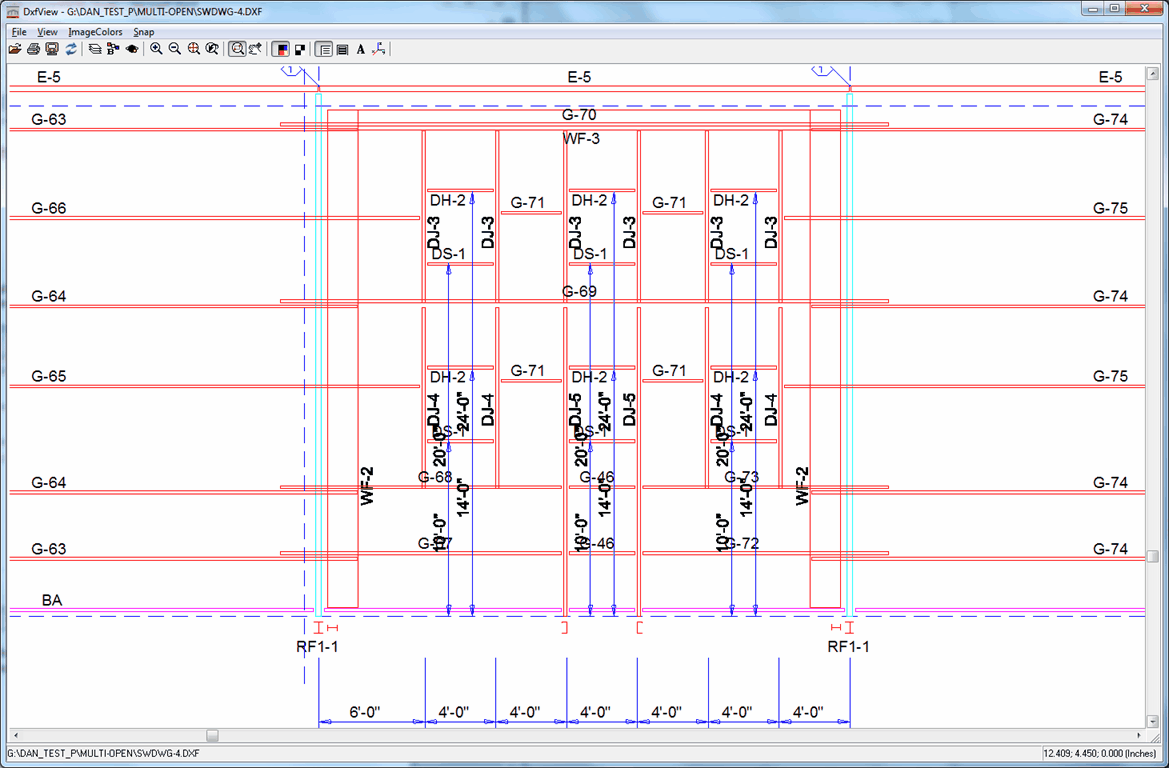 DxfView - G:\DAN_TEST_P\MULTI-OPEN\SWDWG-4.DXF
File View ImageColors Snap
1 1
E-5 E-5 E-5
G-63 G-70 G-74
WF-3
DH-2 DH-2 DH-2
G-66 G-71 G-71 G-75
DJ-3 DJ-3 DJ-3 DJ-3 DJ-3 DJ-3
DS-1 DS-1 DS-1
G-64 G-69 G-74
G-65 DH-2 G-71 DH-2 G-71 DH-2 G-75
DJ-4 24'-0" DJ-4 DJ-5 24'-0" DJ-5 DJ-4 24'-0" DJ-4
20'-0" 20'-0" 20'-0"
G-64 WF-2 G-68 G-46 G-73 WF-2 G-74
14'-0" 14'-0" 14'-0"
10'-0" 10'-0" 10'-0"
G-63 G-67 G-46 G-72 G-74
BA
RF1-1 RF1-1
6'-0" 4'-0" 4'-0" 4'-0" 4'-0" 4'-0" 4'-0"
G:\DAN_TEST_P\MULTI-OPEN\SWDWG-4.DXF 12.409; 4.450; 0.000 (Inches)